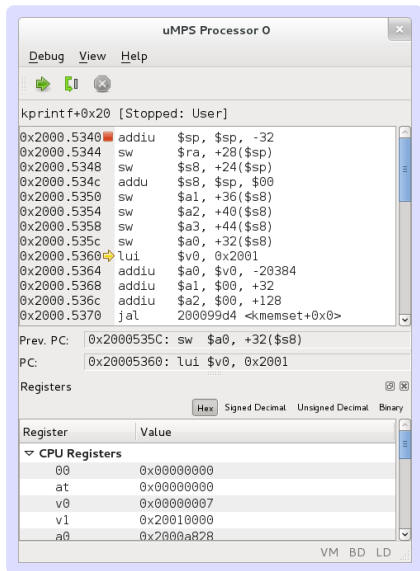 uMPS Processor 0
Debug View Help
kprintf+0x20 [Stopped: User]
0x2000.5340 addiu $sp, $sp, -32
0x2000.5344 sw $ra, +28($sp)
0x2000.5348 sw $s8, +24($sp)
0x2000.534c addu $s8, $sp, $00
0x2000.5350 sw $a1, +36($s8)
0x2000.5354 sw $a2, +40($s8)
0x2000.5358 sw $a3, +44($s8)
0x2000.535c sw $a0, +32($s8)
0x2000.5360 lui $v0, 0x2001
0x2000.5364 addiu $a0, $v0, -20384
0x2000.5368 addiu $a1, $00, +32
0x2000.536c addiu $a2, $00, +128
0x2000.5370 jal 200099d4 <kmemset+0x0>
Prev. PC: 0x2000535C: sw $a0, +32($s8)
PC: 0x20005360: lui $v0, 0x2001
Registers
Hex Signed Decimal Unsigned Decimal Binary
Register Value
CPU Registers
00 0x00000000
at 0x00000000
v0 0x00000007
v1 0x20010000
a0 0x2000a828
VM BD LD